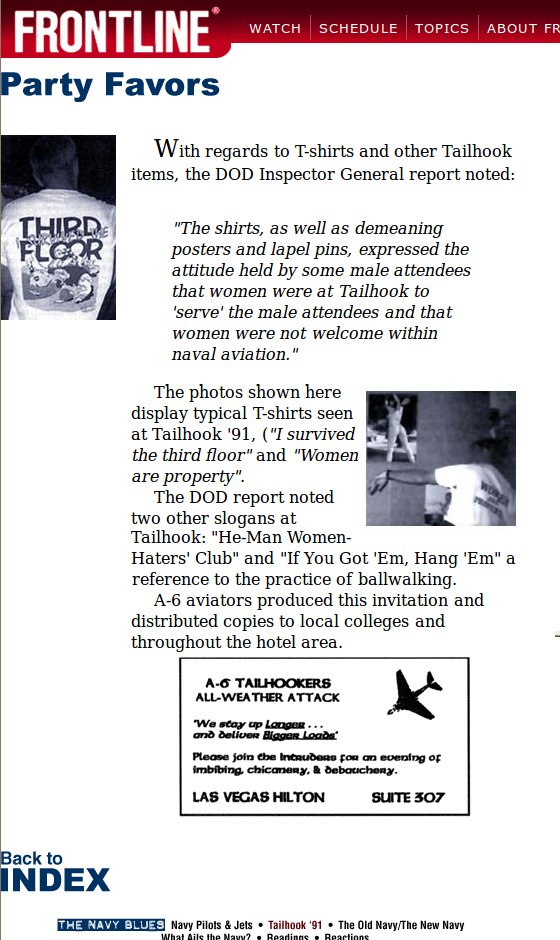 FRONTLINE®
WATCH SCHEDULE TOPICS ABOUT FR
Party Favors
THIRD
FLOOR
With regards to T-shirts and other Tailhook
items, the DOD Inspector General report noted:
"The shirts, as well as demeaning
posters and lapel pins, expressed the
attitude held by some male attendees
that women were at Tailhook to
'serve' the male attendees and that
women were not welcome within
naval aviation."
The photos shown here
display typical T-shirts seen
at Tailhook '91, ("I survived
the third floor" and "Women
are property".
The DOD report noted
two other slogans at
Tailhook: "He-Man Women-
Haters' Club" and "If You Got 'Em, Hang 'Em" a
reference to the practice of ballwalking.
A-6 aviators produced this invitation and
distributed copies to local colleges and
throughout the hotel area.
A-6 TAILHOOKERS
ALL-WEATHER ATTACK
"We stay up Longer . . .
and deliver Bigger Loads"
Please join the Intruders for an evening of
imbibing, chicanery, & debauchery.
LAS VEGAS HILTON SUITE 307
Back to
INDEX
THE NAVY BLUES Navy Pilots & Jets • Tailhook '91 • The Old Navy/The New Navy
What Ails the Navy? • Readings • Reactions